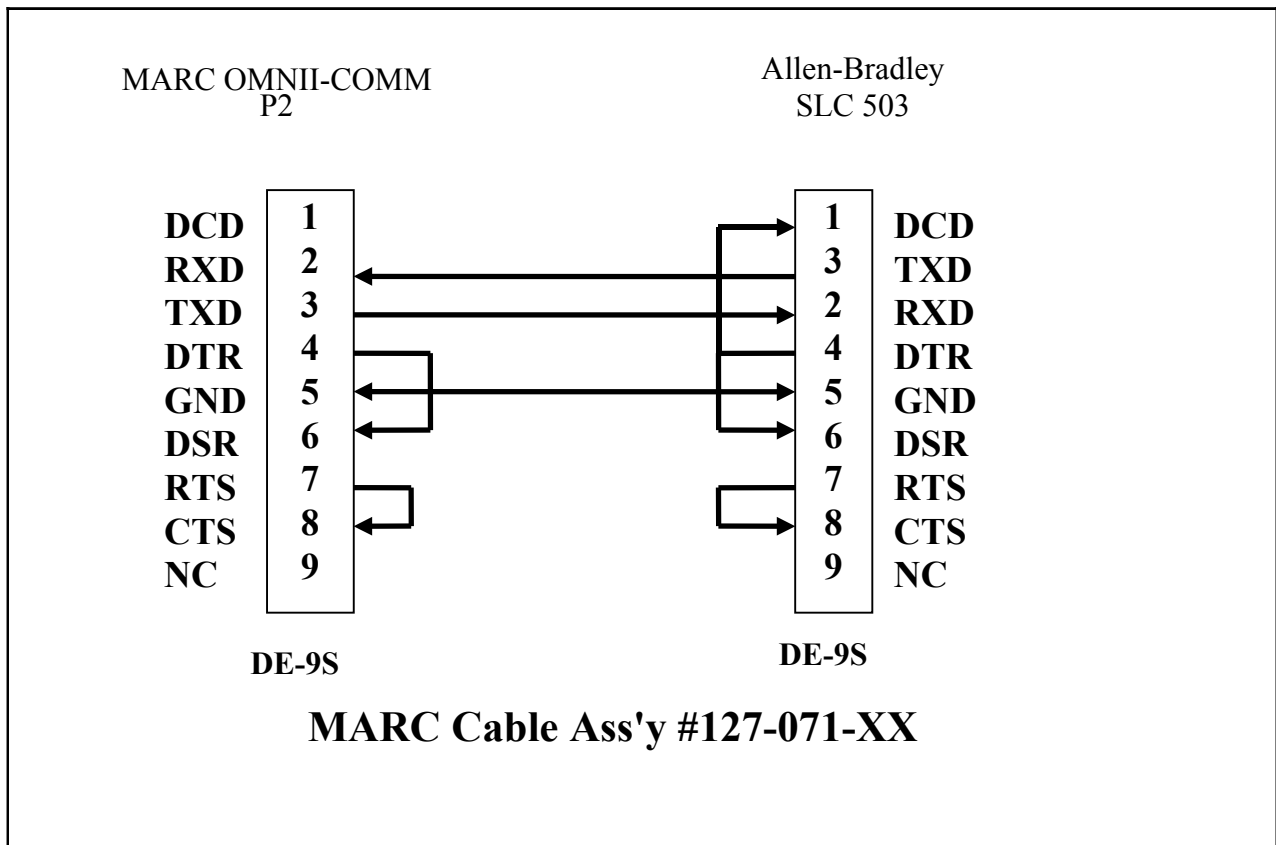 MARC OMNII-COMM
P2
Allen-Bradley
SLC 503
DCD 1 1 DCD
RXD 2 3 TXD
TXD 3 2 RXD
DTR 4 4 DTR
GND 5 5 GND
DSR 6 6 DSR
RTS 7 7 RTS
CTS 8 8 CTS
NC 9 9 NC
DE-9S DE-9S
MARC Cable Ass'y #127-071-XX